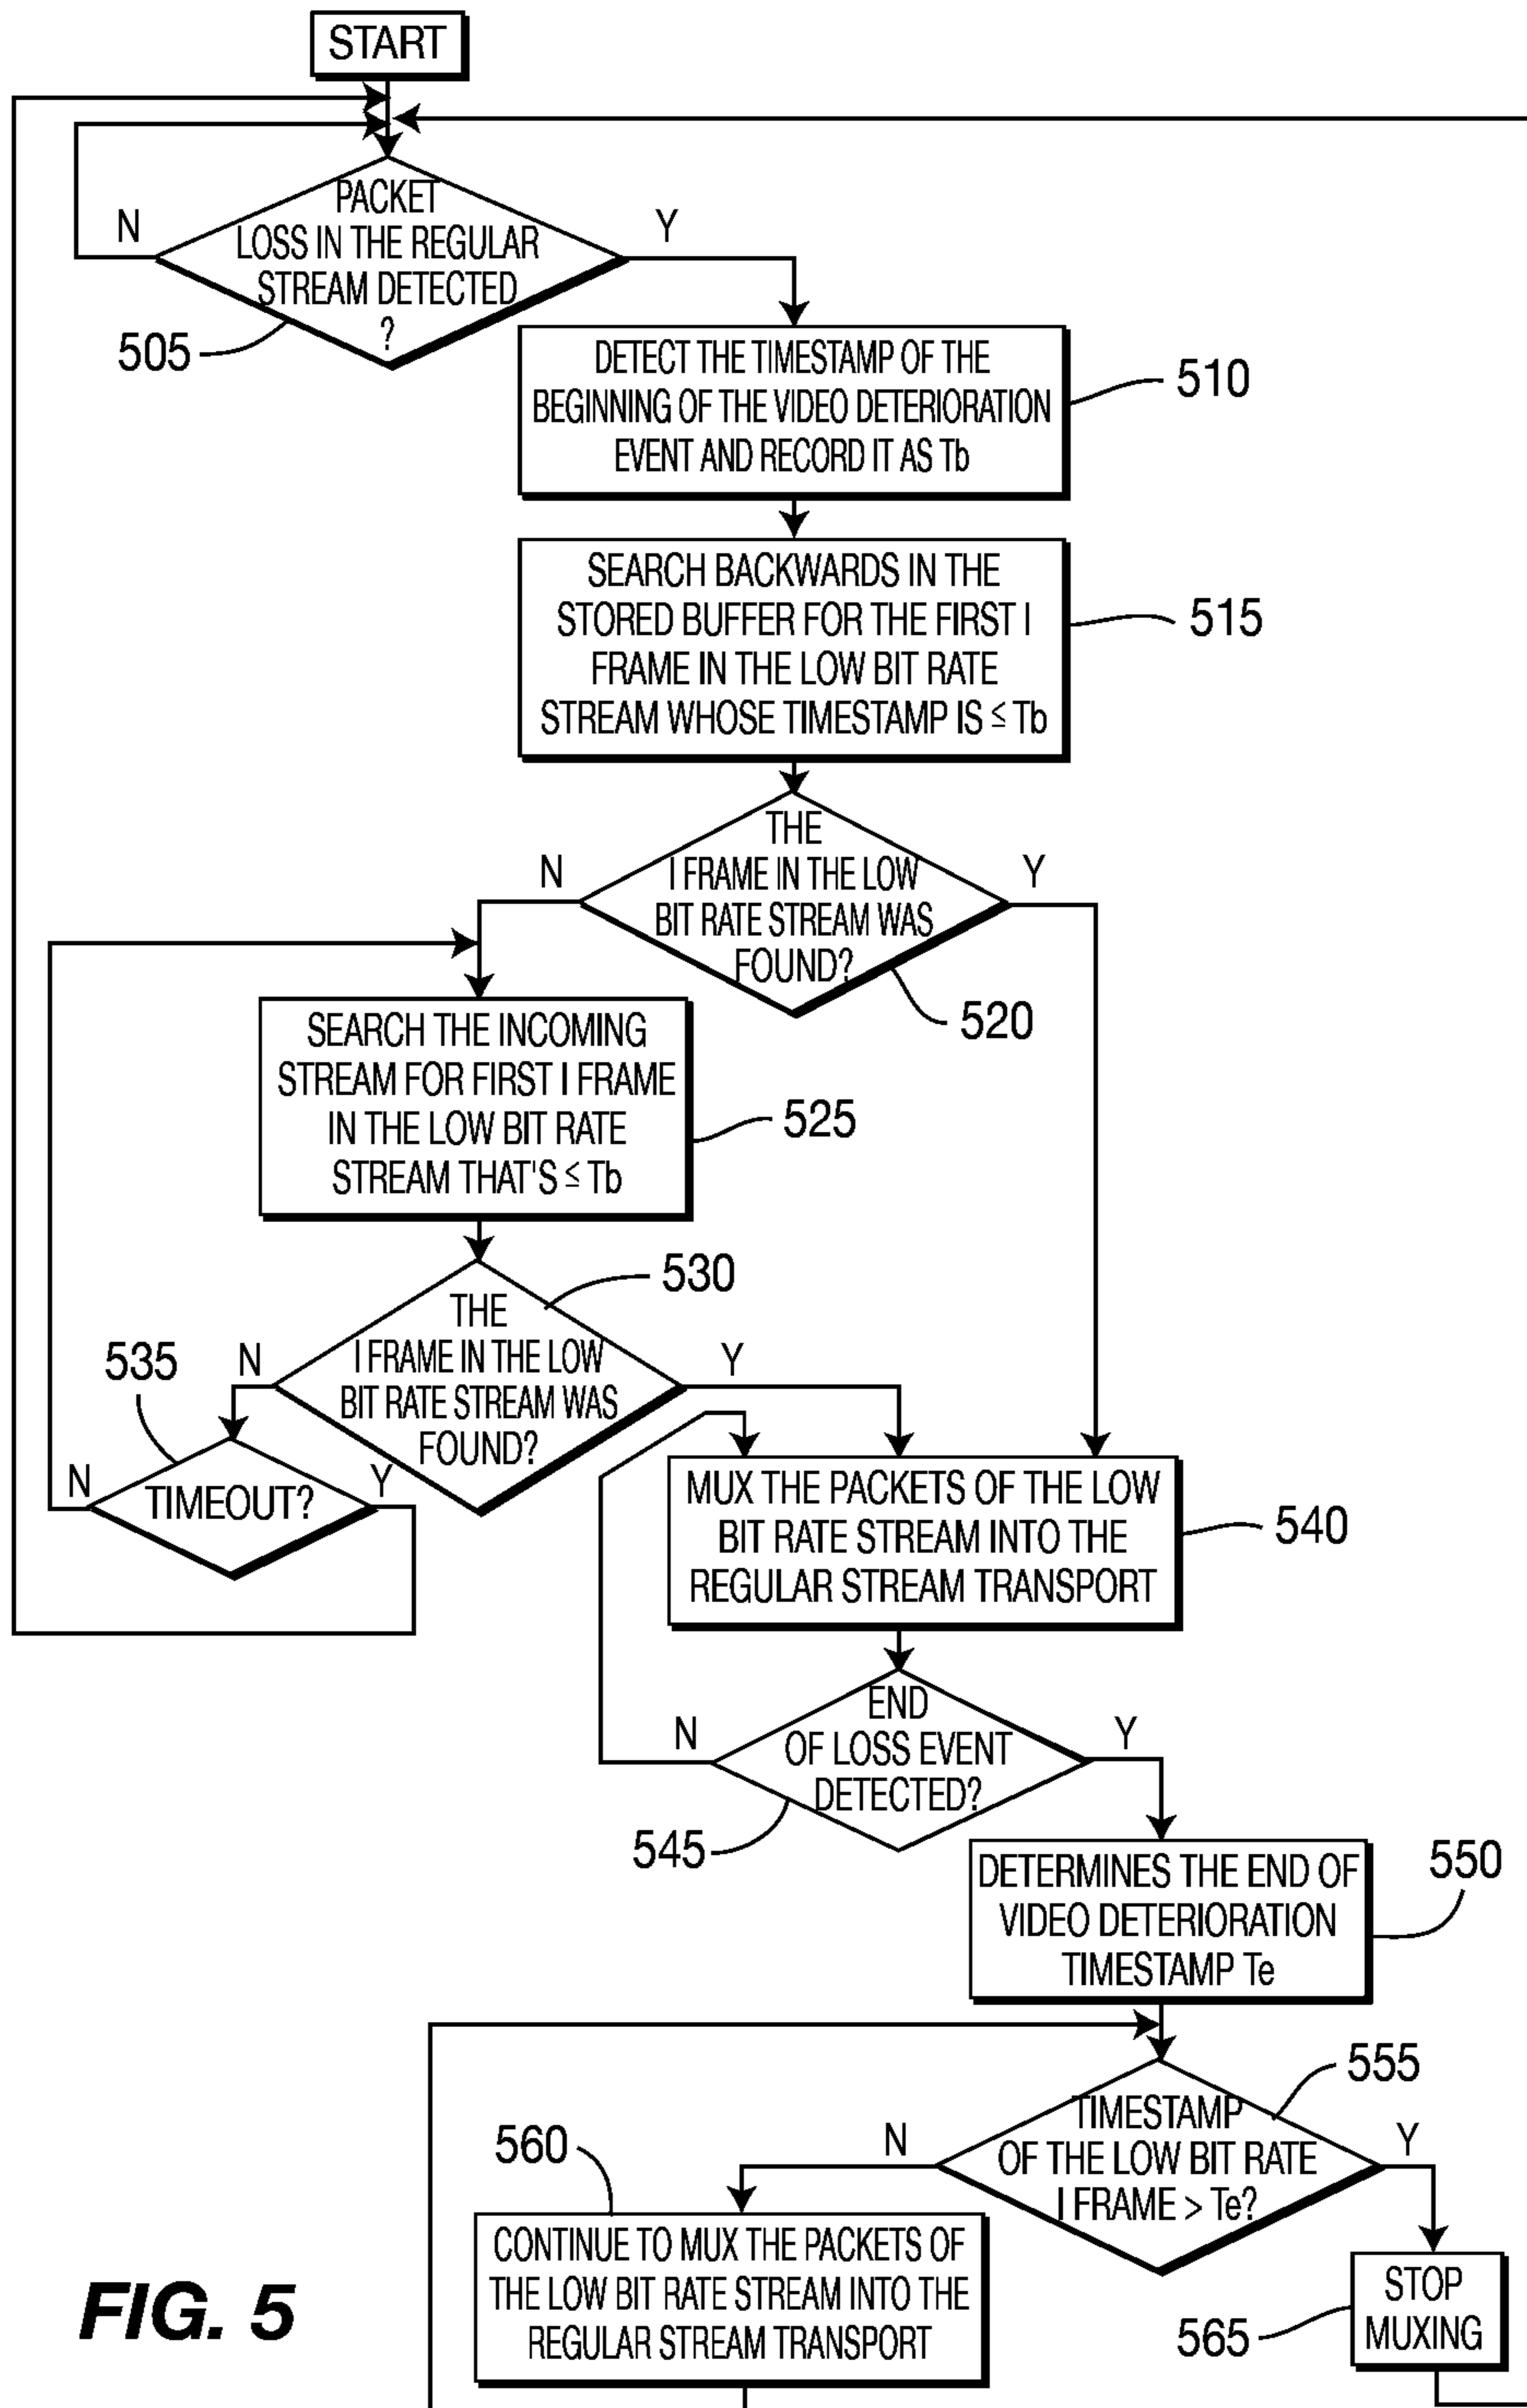 START
PACKET
LOSS IN THE REGULAR
STREAM DETECTED
?
N
Y
505
DETECT THE TIMESTAMP OF THE
BEGINNING OF THE VIDEO DETERIORATION
EVENT AND RECORD IT AS Tb
510
SEARCH BACKWARDS IN THE
STORED BUFFER FOR THE FIRST I
FRAME IN THE LOW BIT RATE
STREAM WHOSE TIMESTAMP IS ≤ Tb
515
THE
I FRAME IN THE LOW
BIT RATE STREAM WAS
FOUND?
N
Y
520
SEARCH THE INCOMING
STREAM FOR FIRST I FRAME
IN THE LOW BIT RATE
STREAM THAT'S ≤ Tb
525
THE
I FRAME IN THE LOW
BIT RATE STREAM WAS
FOUND?
530
N
Y
535
TIMEOUT?
N
Y
MUX THE PACKETS OF THE LOW
BIT RATE STREAM INTO THE
REGULAR STREAM TRANSPORT
540
END
OF LOSS EVENT
DETECTED?
N
Y
545
DETERMINES THE END OF
VIDEO DETERIORATION
TIMESTAMP Te
550
TIMESTAMP
OF THE LOW BIT RATE
I FRAME > Te?
555
N
Y
560
CONTINUE TO MUX THE PACKETS OF
THE LOW BIT RATE STREAM INTO THE
REGULAR STREAM TRANSPORT
STOP
MUXING
565
FIG. 5